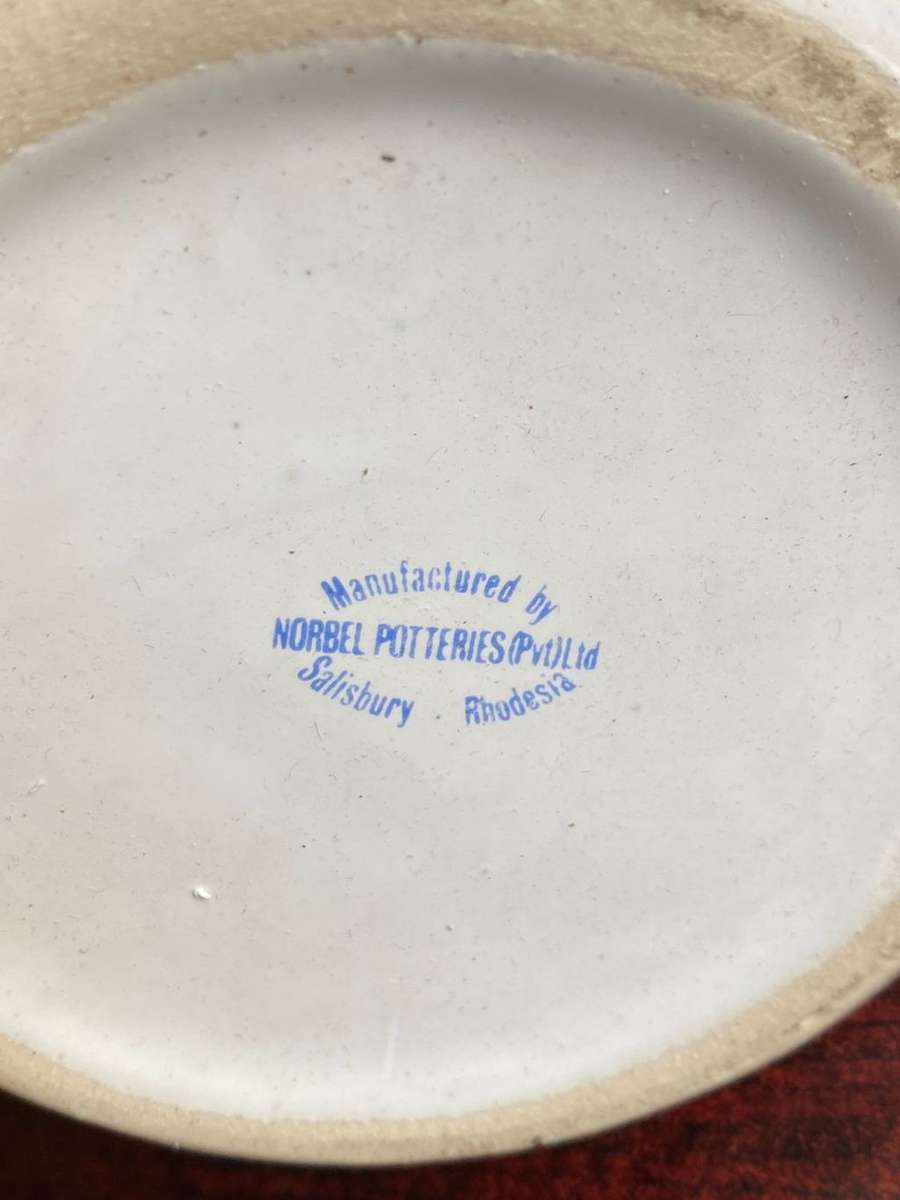 Manufactured by
NORBEL POTTERIES (Pvt) Ltd
Salisbury Rhodesia